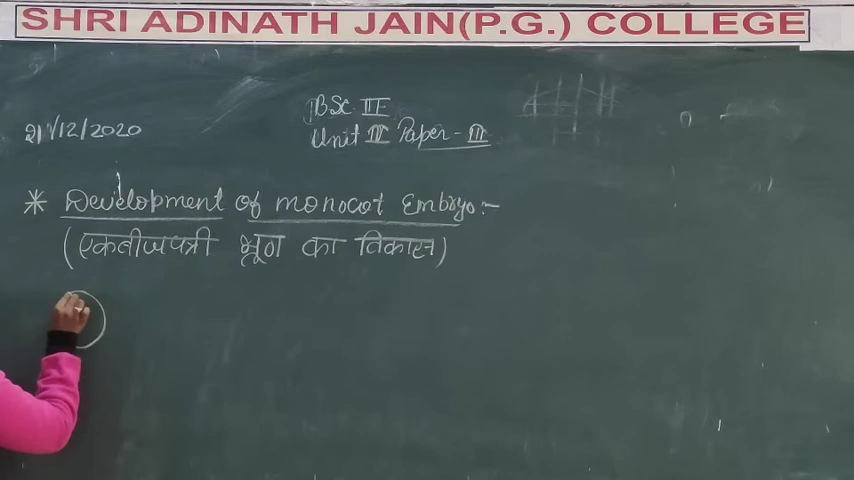 SHRI ADINATH JAIN(P.G.) COLLEGE
BSc. III
21/12/2020
Unit III Paper - III
* Development of monocot Embryo:-
(एकबीजपत्री भ्रूण का विकास)